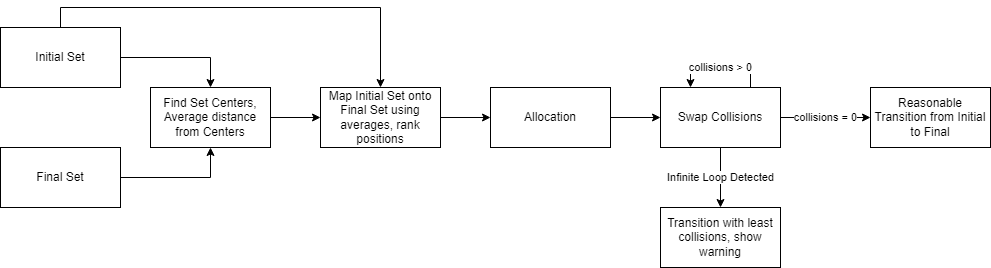 Initial Set
Final Set
Find Set Centers,
Average distance
from Centers
Map Initial Set onto
Final Set using
averages, rank
positions
Allocation
collisions > 0
Swap Collisions
collisions = 0
Infinite Loop Detected
Transition with least
collisions, show
warning
Reasonable
Transition from Initial
to Final